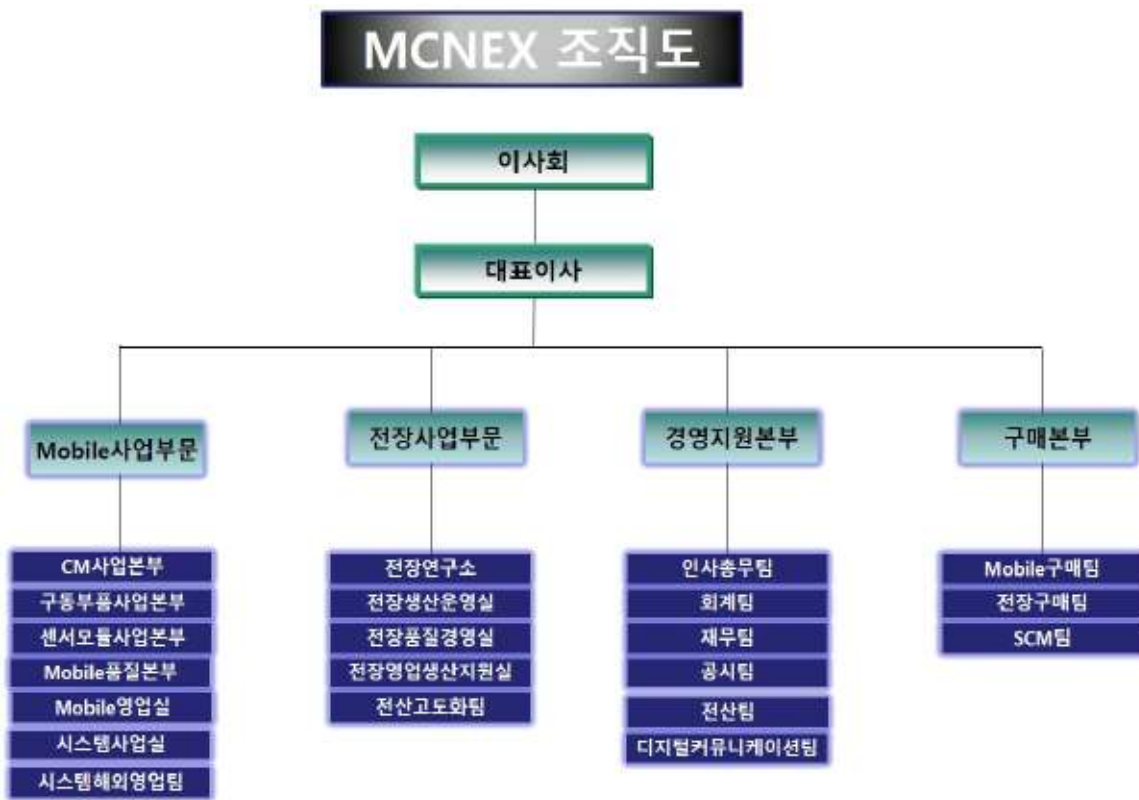 MCNEX 조직도
이사회
대표이사
Mobile사업부문
전장사업부문
경영지원본부
구매본부
CM사업본부
구동부품사업본부
센서모듈사업본부
Mobile품질본부
Mobile영업실
시스템사업실
시스템해외영업팀
전장연구소
전장생산운영실
전장품질경영실
전장영업생산지원실
전산고도화팀
인사총무팀
회계팀
재무팀
공시팀
전산팀
디지털커뮤니케이션팀
Mobile구매팀
전장구매팀
SCM팀